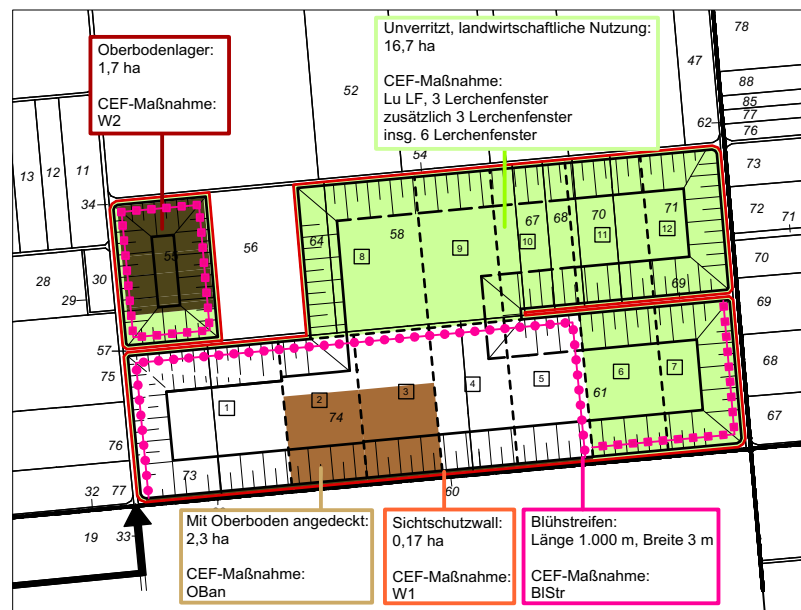 Oberbodenlager:
1,7 ha
CEF-Maßnahme:
W2
Unverritzt, landwirtschaftliche Nutzung:
16,7 ha
CEF-Maßnahme:
Lu LF, 3 Lerchenfenster
zusätzlich 3 Lerchenfenster
insg. 6 Lerchenfenster
78
47
52
88
85
77
62
76
54
13
12
11
73
34
67
68
70
71
72
71
64
58
56
55
8
9
10
11
12
28
30
29
70
69
69
57
75
68
61
6
7
5
4
3
2
1
74
67
76
73
32
77
60
19
33
Mit Oberboden angedeckt:
2,3 ha
CEF-Maßnahme:
OBan
Sichtschutzwall:
0,17 ha
CEF-Maßnahme:
W1
Blühstreifen:
Länge 1.000 m, Breite 3 m
CEF-Maßnahme:
BlStr